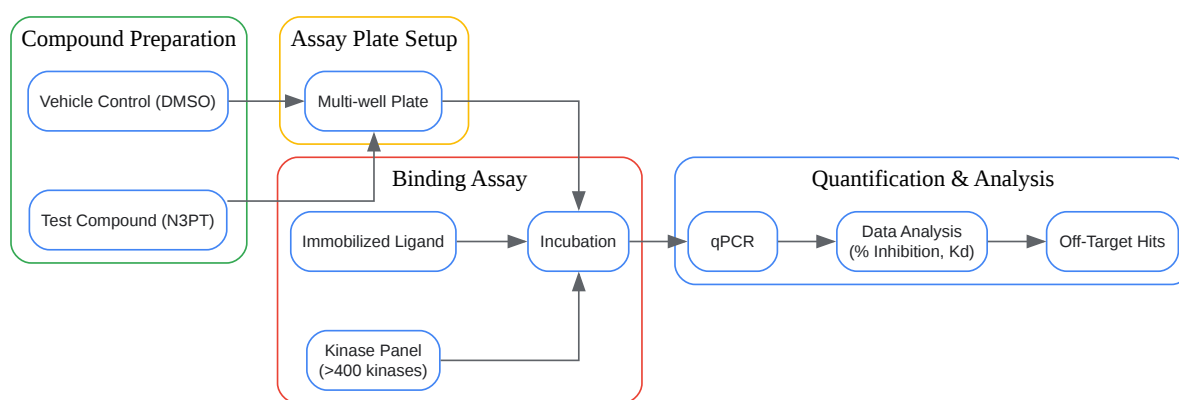 Compound Preparation
Vehicle Control (DMSO)
Test Compound (N3PT)
Assay Plate Setup
Multi-well Plate
Binding Assay
Immobilized Ligand
Incubation
Kinase Panel
(>400 kinases)
Quantification & Analysis
qPCR
Data Analysis
(% Inhibition, Kd)
Off-Target Hits